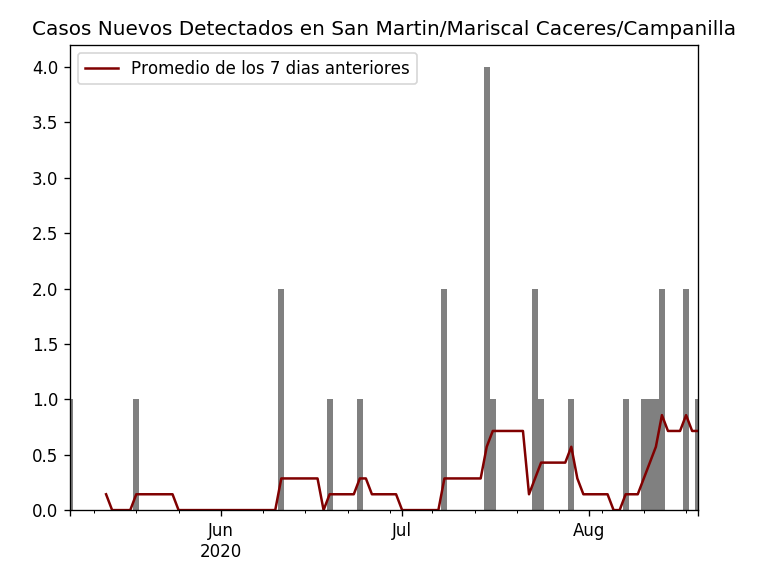 Casos Nuevos Detectados en San Martin/Mariscal Caceres/Campanilla
Promedio de los 7 dias anteriores
4.0
3.5
3.0
2.5
2.0
1.5
1.0
0.5
0.0
Jun
2020
Jul
Aug